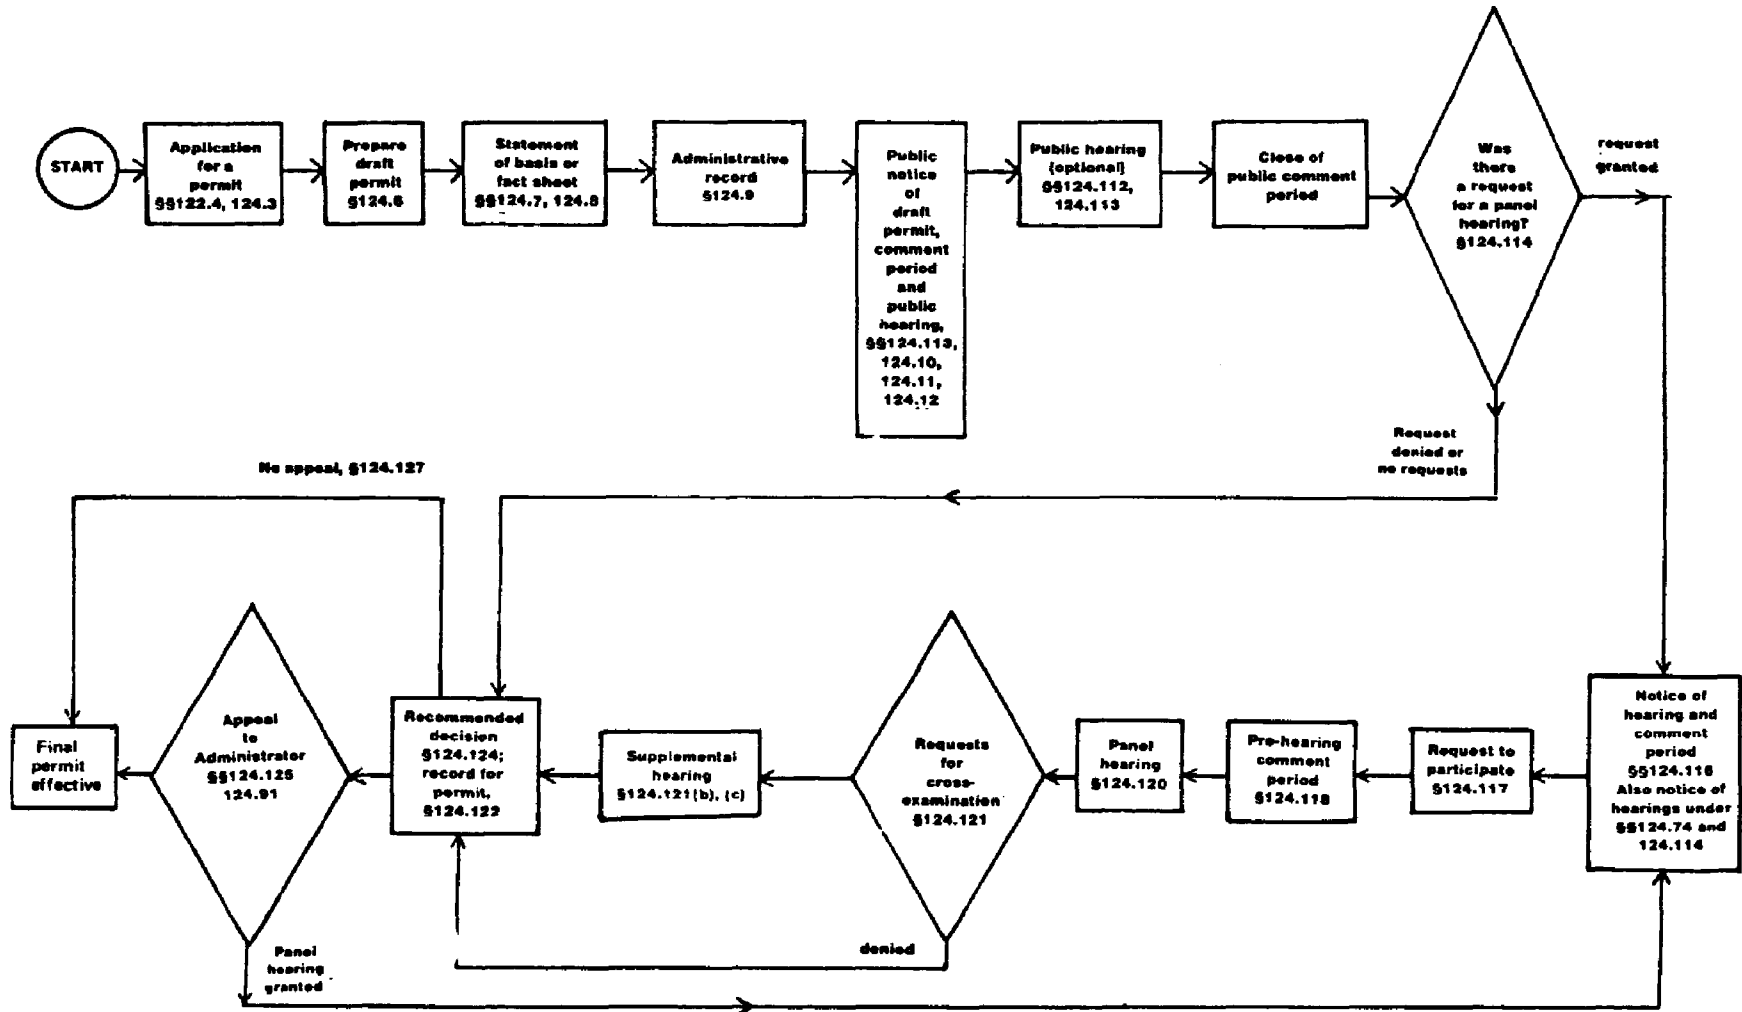 START
Application
for a
permit
§§122.4, 124.3
Prepare
draft
permit
§124.6
Statement
of basis or
fact sheet
§§124.7, 124.8
Administrative
record
§124.9
Public
notice
of
draft
permit,
comment
period
and
public
hearing,
§§124.113,
124.10,
124.11,
124.12
Public hearing
(optional)
§§124.112,
124.113
Close of
public comment
period
Was
there
a request
for a panel
hearing?
§124.114
request
granted
Request
denied or
no requests
No appeal, §124.127
Final
permit
effective
Appeal
to
Administrator
§§124.125
124.91
Recommended
decision
§124.124;
record for
permit,
§124.122
Supplemental
hearing
§124.121(b), (c)
Requests
for
cross-
examination
§124.121
Panel
hearing
§124.120
Pre-hearing
comment
period
§124.118
Request to
participate
§124.117
Notice of
hearing and
comment
period
§§124.116
Also notice of
hearings under
§§124.74 and
124.114
denied
Panel
hearing
granted